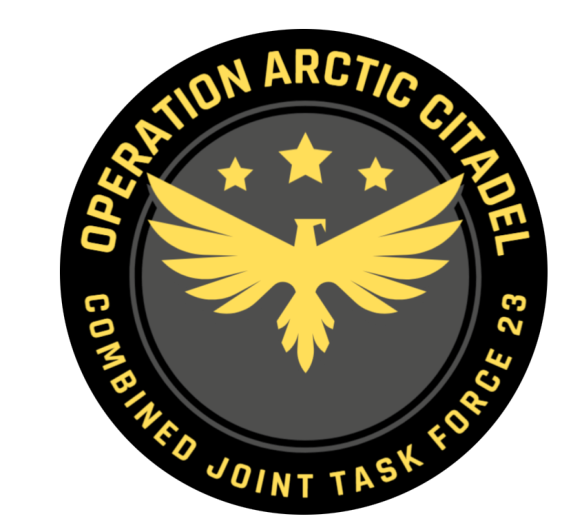 OPERATION ARCTIC CITADEL
COMBINED JOINT TASK FORCE 23